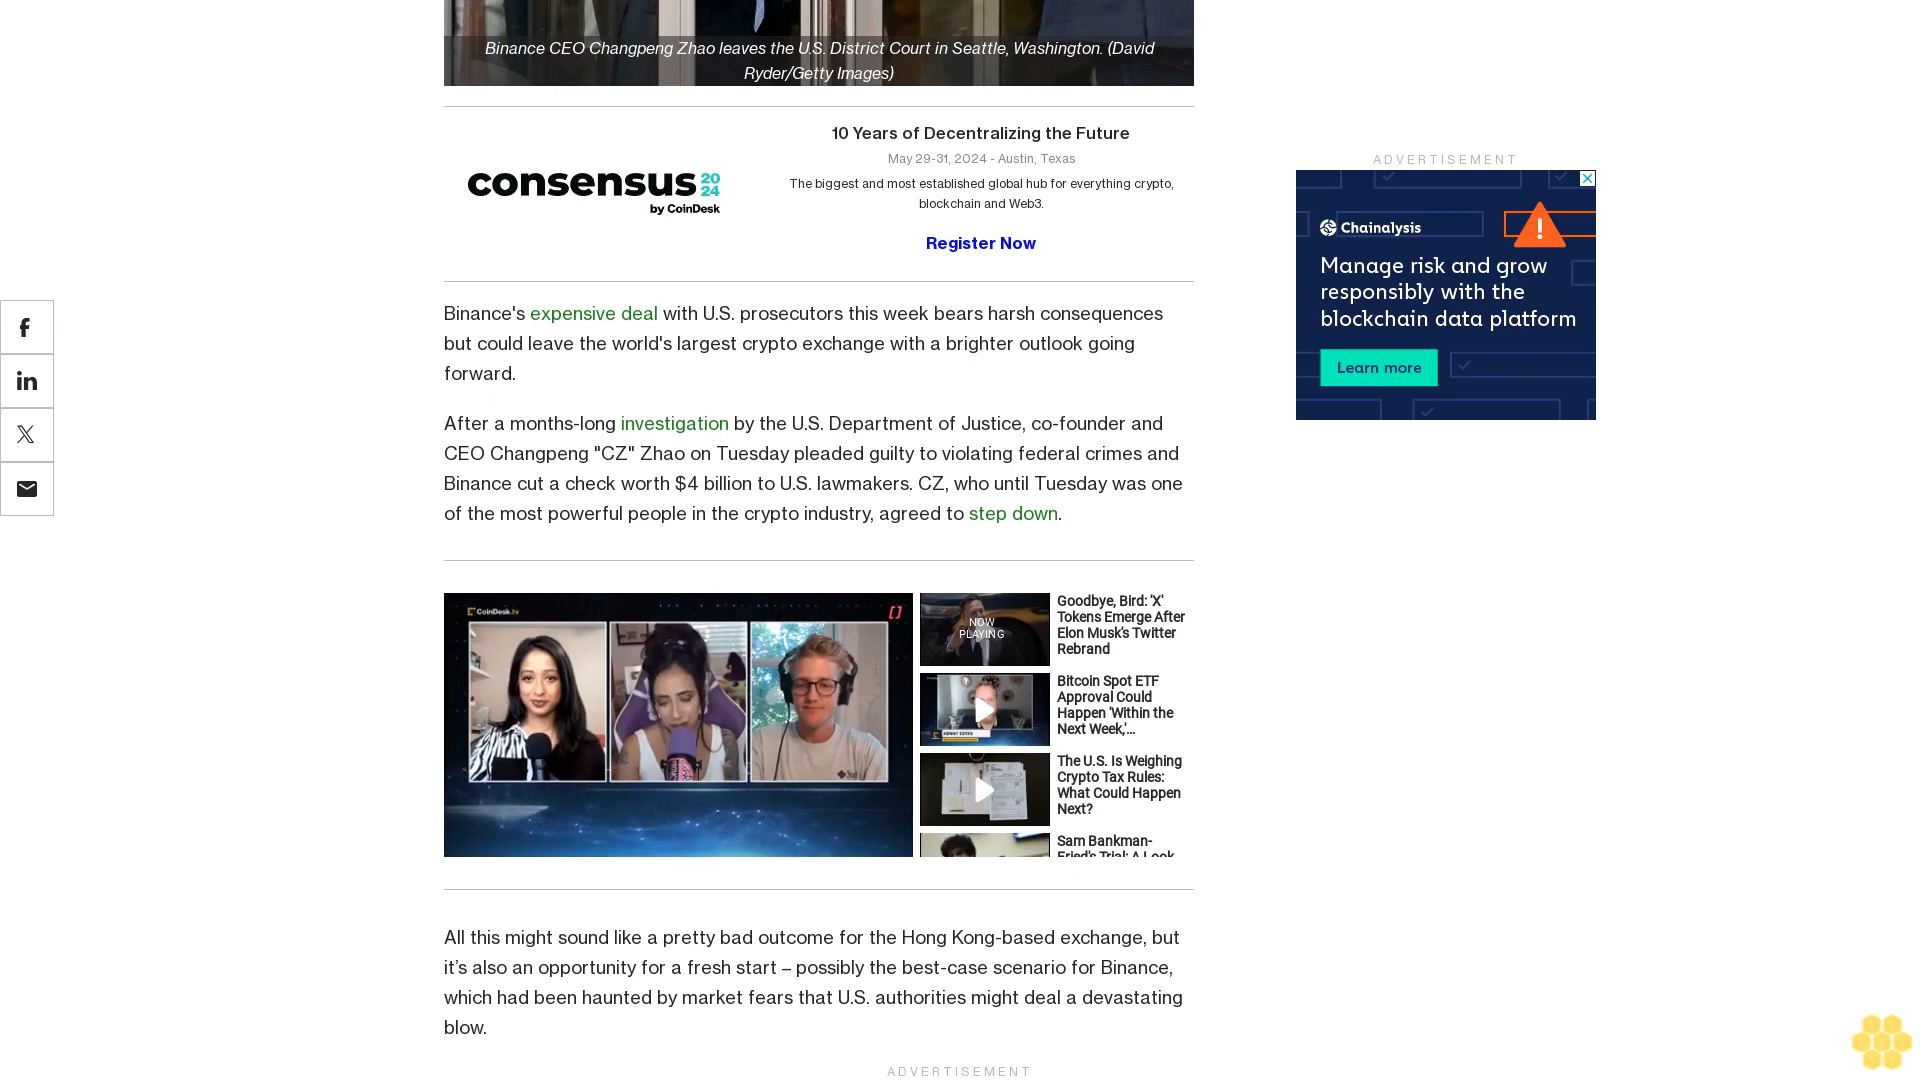 Binance CEO Changpeng Zhao leaves the U.S. District Court in Seattle, Washington. (David
Ryder/Getty Images)
consensus 20
24
by CoinDesk
10 Years of Decentralizing the Future
May 29-31, 2024 - Austin, Texas
The biggest and most established global hub for everything crypto,
blockchain and Web3.
Register Now
ADVERTISEMENT
Chainalysis
Manage risk and grow
responsibly with the
blockchain data platform
Learn more
Binance's expensive deal with U.S. prosecutors this week bears harsh consequences
but could leave the world's largest crypto exchange with a brighter outlook going
forward.
After a months-long investigation by the U.S. Department of Justice, co-founder and
CEO Changpeng "CZ" Zhao on Tuesday pleaded guilty to violating federal crimes and
Binance cut a check worth $4 billion to U.S. lawmakers. CZ, who until Tuesday was one
of the most powerful people in the crypto industry, agreed to step down.
CoinDesk.tv
NOW
PLAYING
Goodbye, Bird: 'X'
Tokens Emerge After
Elon Musk's Twitter
Rebrand
Bitcoin Spot ETF
Approval Could
Happen 'Within the
Next Week,'...
The U.S. Is Weighing
Crypto Tax Rules:
What Could Happen
Next?
Sam Bankman-
Fried's Trial: A Look
All this might sound like a pretty bad outcome for the Hong Kong-based exchange, but
it’s also an opportunity for a fresh start – possibly the best-case scenario for Binance,
which had been haunted by market fears that U.S. authorities might deal a devastating
blow.
ADVERTISEMENT